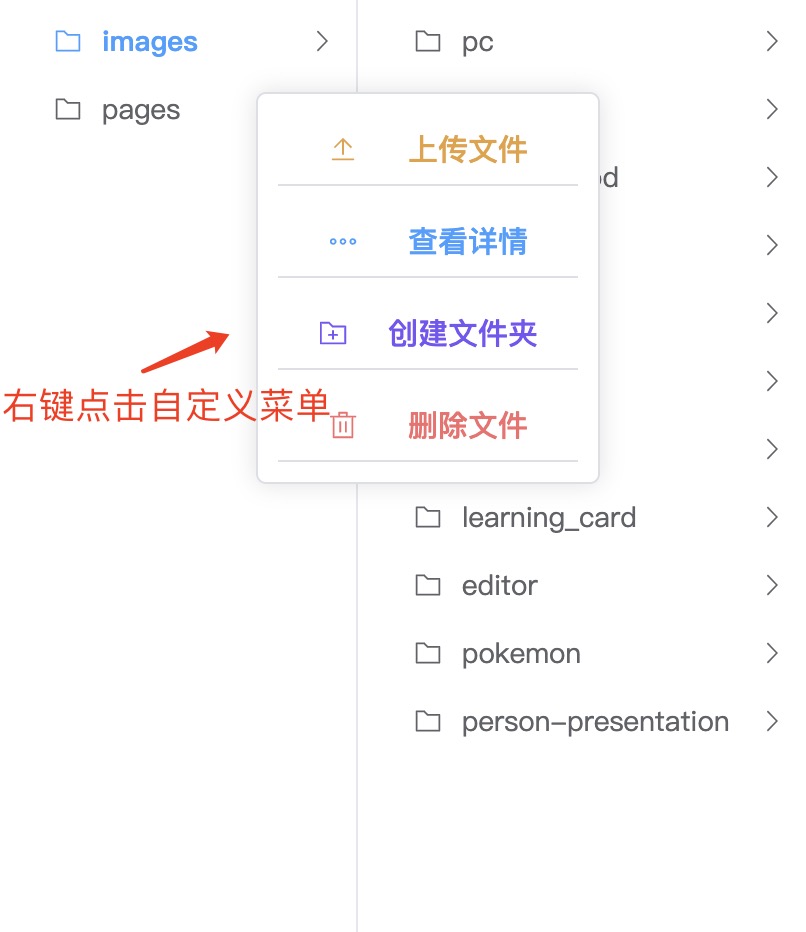 images
pages
pc
上传文件
查看详情
创建文件夹
右键点击自定义菜单
删除文件
learning_card
editor
pokemon
person-presentation